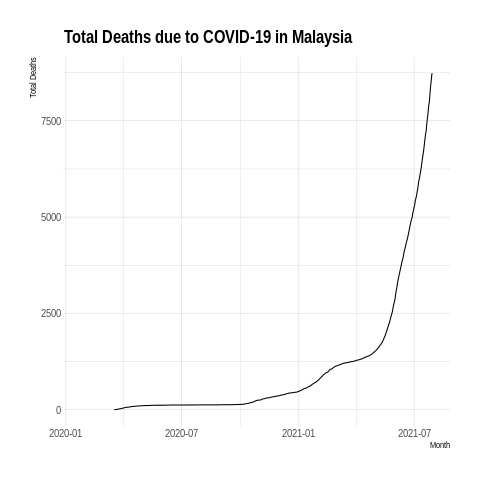 Total Deaths due to COVID-19 in Malaysia
Total Deaths
7500
5000
2500
0
2020-01 2020-07 2021-01 2021-07
Month